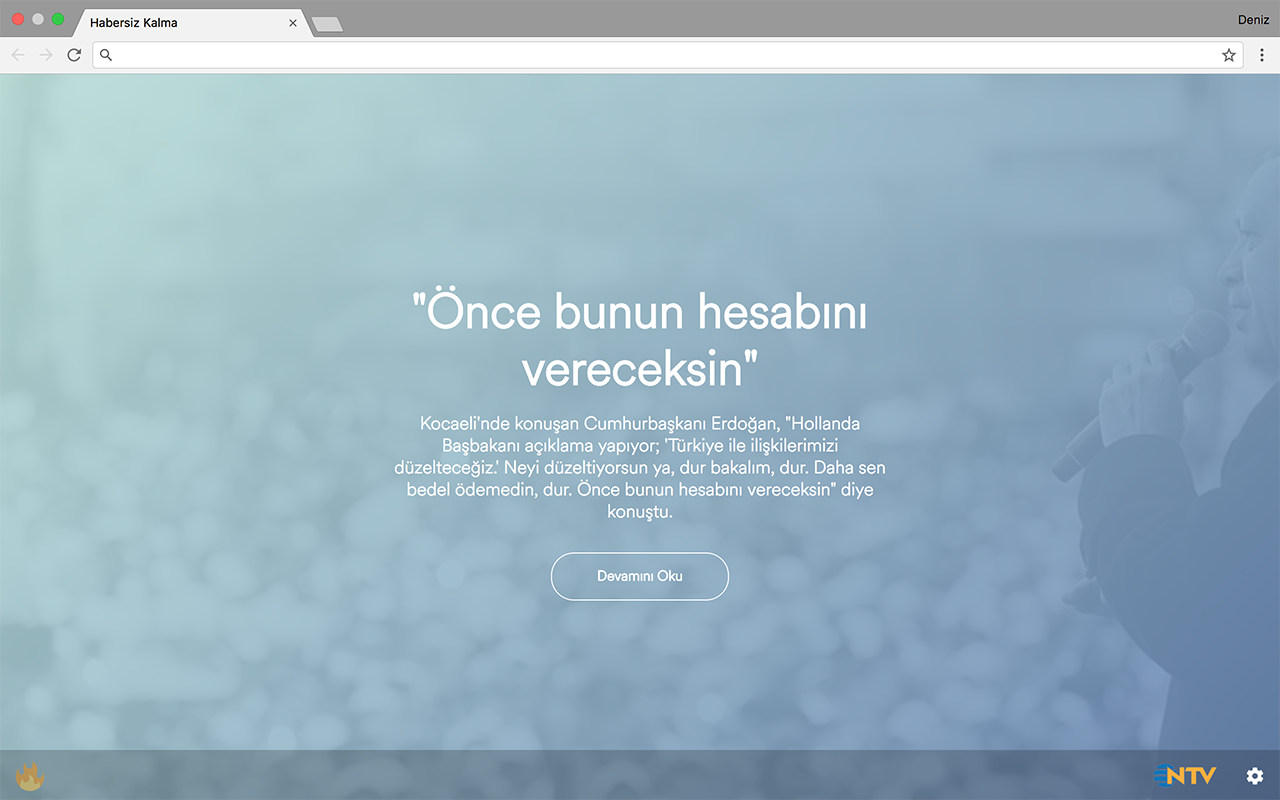 Habersiz Kalma
Deniz
"Önce bunun hesabını
vereceksin"
Kocaeli'nde konuşan Cumhurbaşkanı Erdoğan, "Hollanda
Başbakanı açıklama yapıyor; 'Türkiye ile ilişkilerimizi
düzelteceğiz.' Neyi düzeltiyorsun ya, dur bakalım, dur. Daha sen
bedel ödemedin, dur. Önce bunun hesabını vereceksin" diye
konuştu.
Devamını Oku
NTV